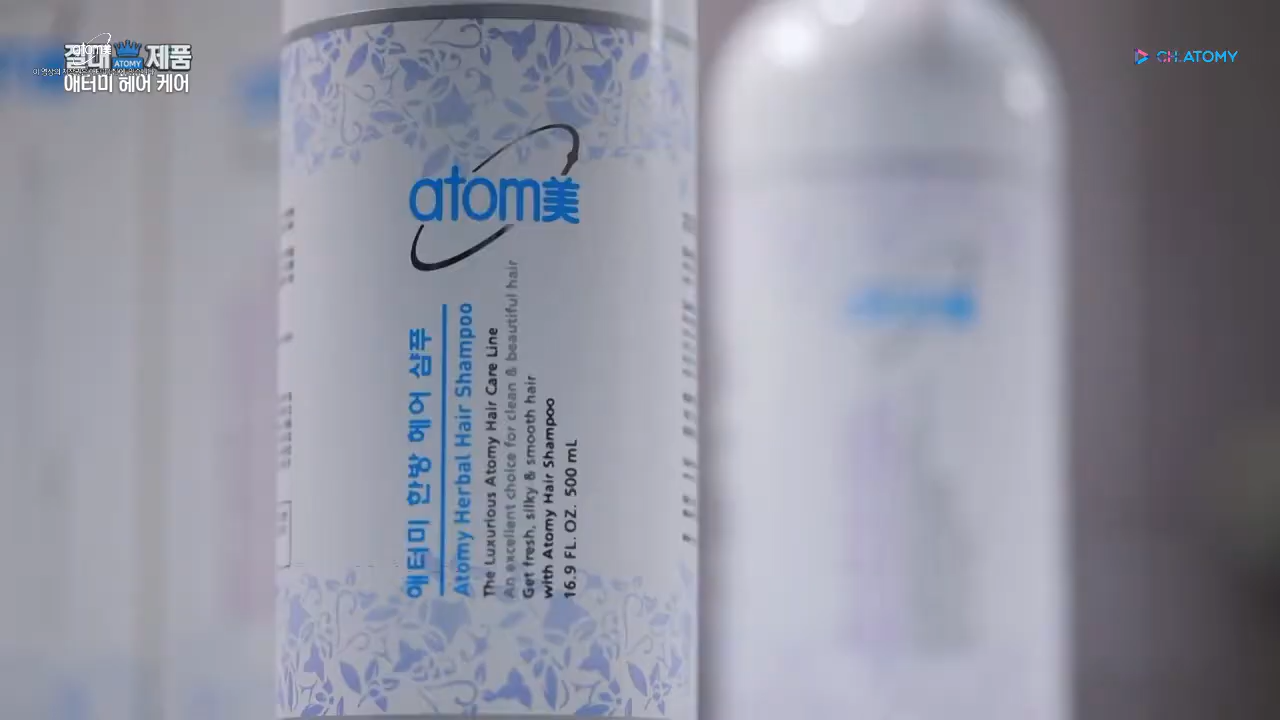 절대 ATOMY 제품
애터미 헤어 케어
CH.ATOMY
atom美
애터미 한방 헤어 샴푸
Atomy Herbal Hair Shampoo
The Luxurious Atomy Hair Care Line
An excellent choice for clean & beautiful hair
Get fresh, silky & smooth hair
with Atomy Hair Shampoo
16.9 FL. OZ. 500 mL